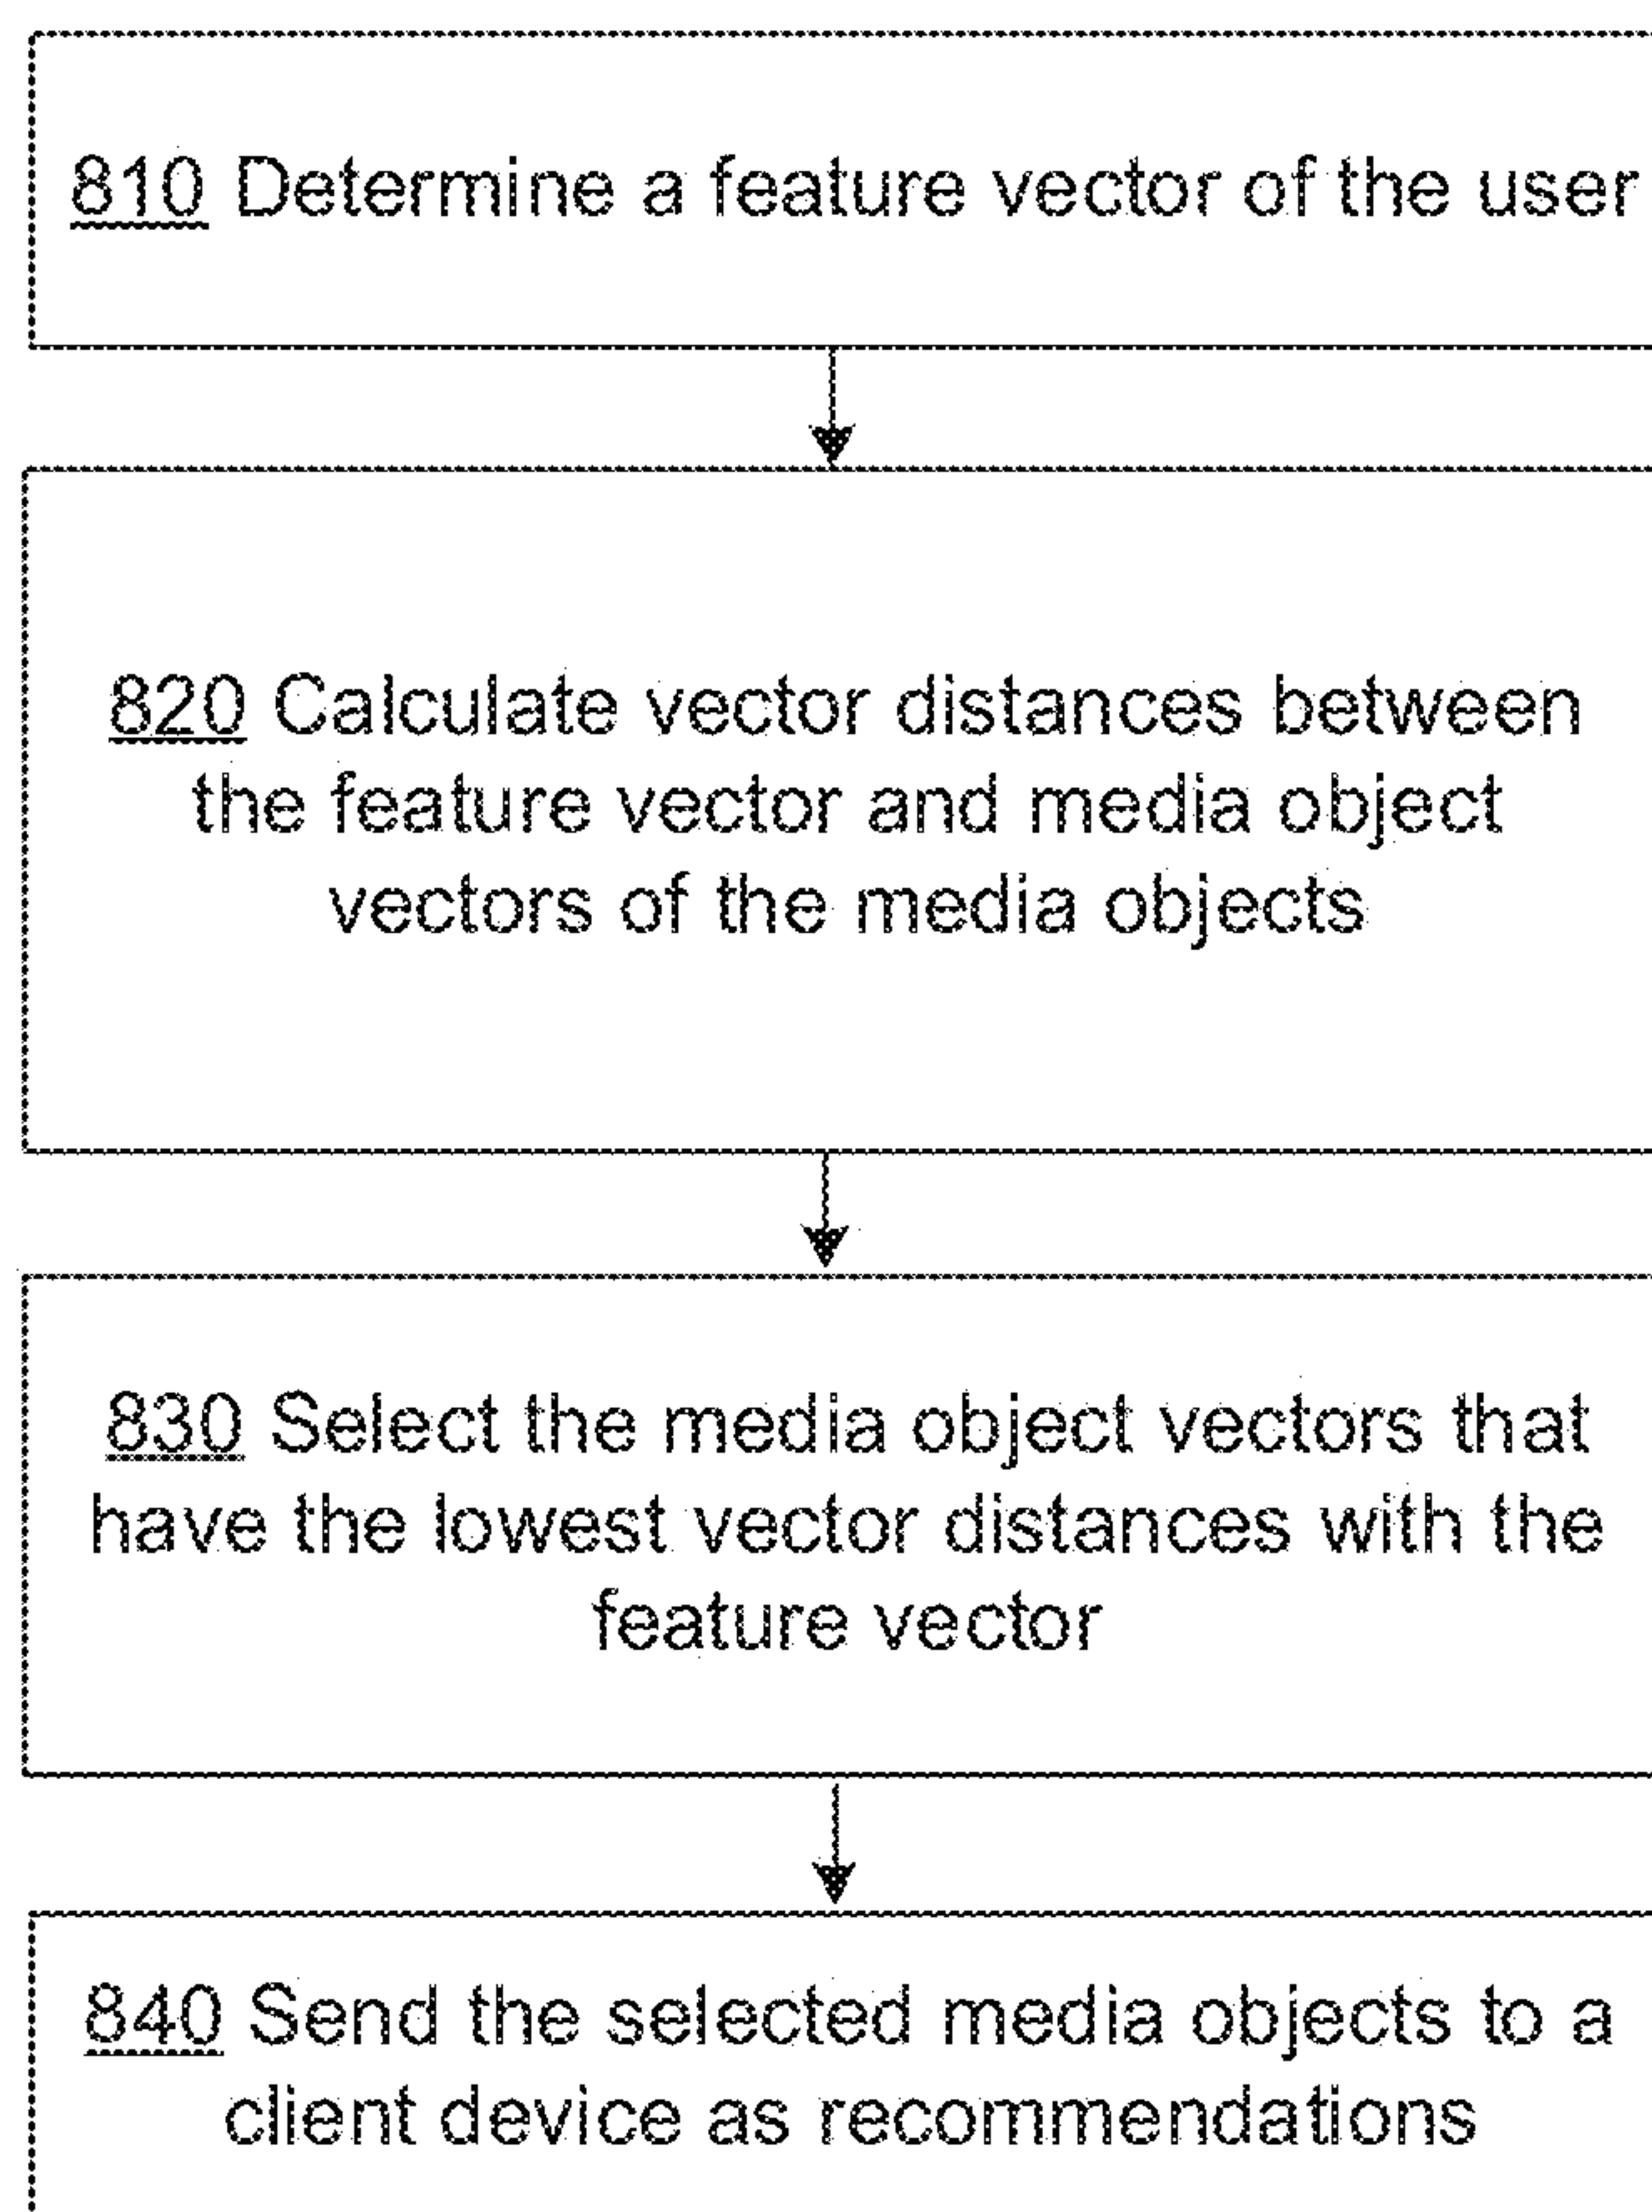 810 Determine a feature vector of the user
820 Calculate vector distances between
the feature vector and media object
vectors of the media objects
830 Select the media object vectors that
have the lowest vector distances with the
feature vector
840 Send the selected media objects to a
client device as recommendations